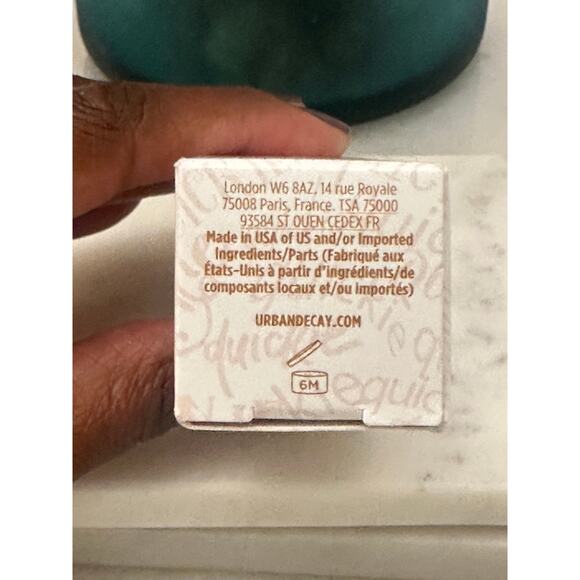 London W6 8AZ, 14 rue Royale
75008 Paris, France. TSA 75000
93584 ST OUEN CEDEX FR
Made in USA of US and/or Imported
Ingredients/Parts (Fabriqué aux
États-Unis à partir d'ingrédients/de
composants locaux et/ou importés)
URBANDECAY.COM
6M